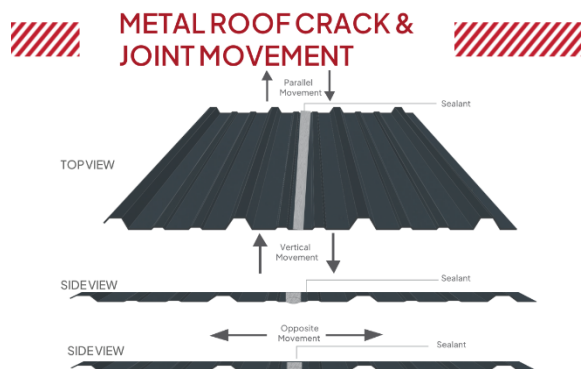 METAL ROOF CRACK &
JOINT MOVEMENT
Parallel
Movement
Sealant
TOP VIEW
Vertical
Movement
SIDE VIEW
Sealant
Opposite
Movement
Sealant
SIDE VIEW